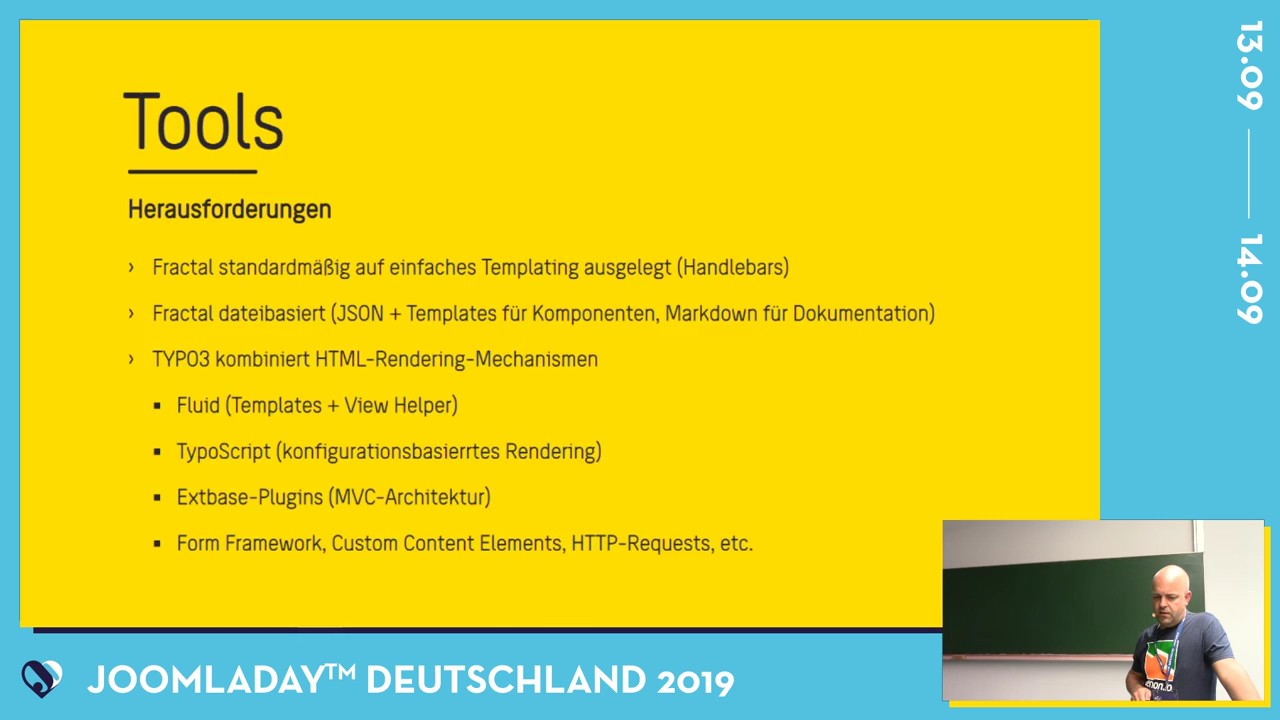 Tools
Herausforderungen
› Fractal standardmäßig auf einfaches Templating ausgelegt (Handlebars)
› Fractal dateibasiert (JSON + Templates für Komponenten, Markdown für Dokumentation)
› TYPO3 kombiniert HTML-Rendering-Mechanismen
▪ Fluid (Templates + View Helper)
▪ TypoScript (konfigurationsbasierrtes Rendering)
▪ Extbase-Plugins (MVC-Architektur)
▪ Form Framework, Custom Content Elements, HTTP-Requests, etc.
13.09
14.09
JOOMLADAY™ DEUTSCHLAND 2019